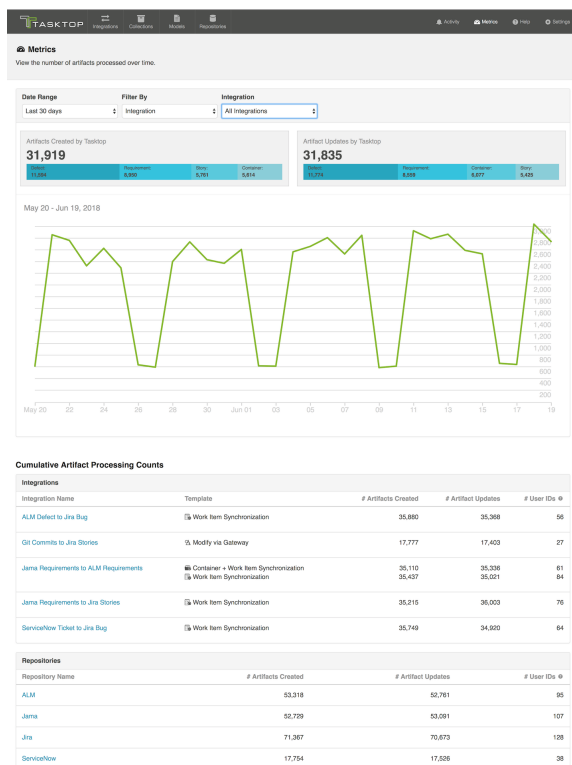 TASKTOP
Integrations Collections Models Repositories
Activity Metrics Help Settings
Metrics
View the number of artifacts processed over time.
Date Range Filter By Integration
Last 30 days Integration All Integrations
Artifacts Created by Tasktop Artifact Updates by Tasktop
31,919 31,835
Defect: Requirement: Story: Container: Defect: Requirement: Container: Story:
5,761 5,614 11,714 5,425
May 20 - Jun 19, 2018
2,800
2,600
2,400
2,200
2,000
1,800
1,600
1,400
1,200
1,000
800
600
400
200
May 20 22 24 26 28 30 Jun 01 03 05 07 09 11 13 15 17 19
Cumulative Artifact Processing Counts
Integrations
Integration Name Template # Artifacts Created # Artifact Updates # User IDs
ALM Defect to Jira Bug Work Item Synchronization 35,880 35,368 56
Git Commits to Jira Stories Modify via Gateway 17,777 17,403 27
Jama Requirements to ALM Requirements Container + Work Item Synchronization 35,110 35,336 61
Work Item Synchronization 35,437 35,021 84
Jama Requirements to Jira Stories Work Item Synchronization 35,215 36,003 76
ServiceNow Ticket to Jira Bug Work Item Synchronization 35,749 34,920 64
Repositories
Repository Name # Artifacts Created # Artifact Updates # User IDs
ALM 53,318 52,761 95
Jama 52,729 53,091 107
Jira 71,367 70,673 128
ServiceNow 17,754 17,526 38